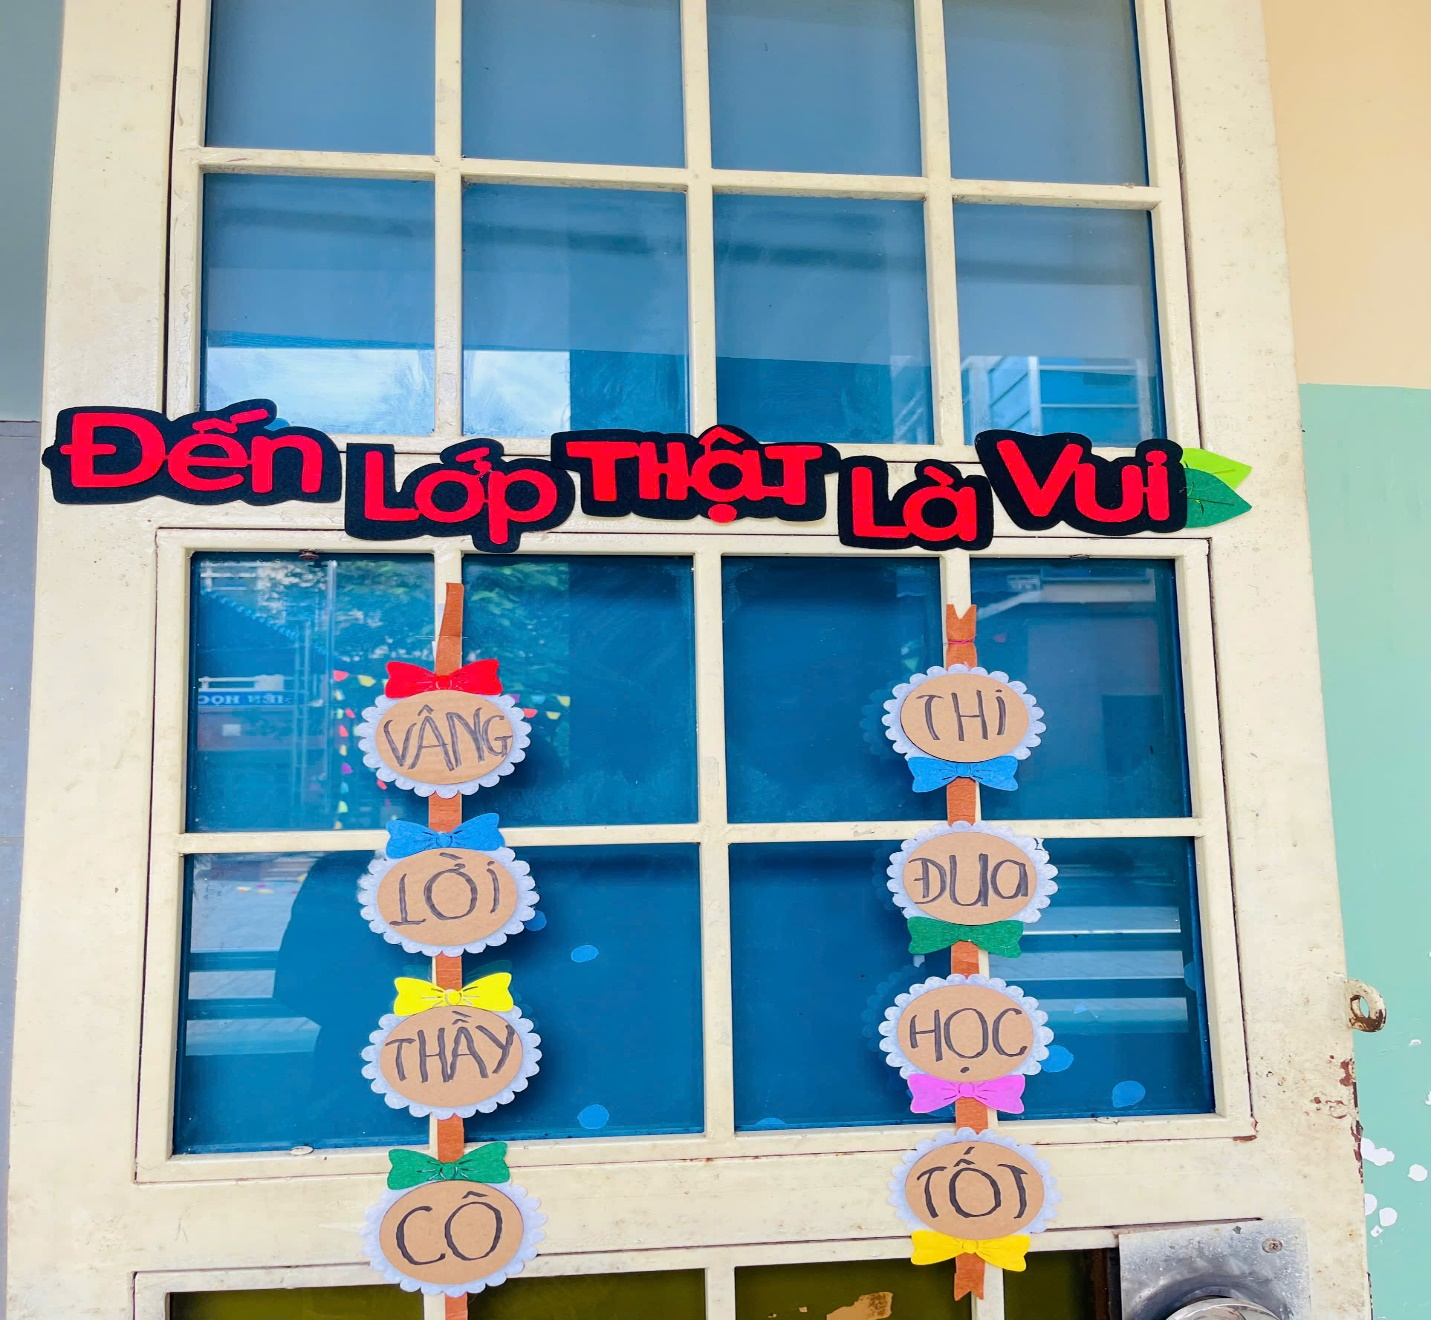 Đến Lớp THẬT Là Vui
VÂNG
LỜI
THẦY
CÔ
THI
ĐUA
HỌC
TỐT